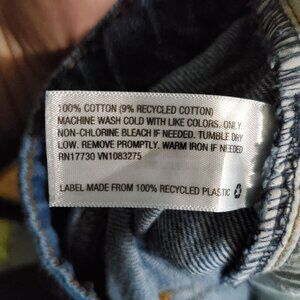 100% COTTON (9% RECYCLED COTTON)
MACHINE WASH COLD WITH LIKE COLORS. ONLY
NON-CHLORINE BLEACH IF NEEDED. TUMBLE DRY
LOW. REMOVE PROMPTLY. WARM IRON IF NEEDED
RN17730 VN1083275
LABEL MADE FROM 100% RECYCLED PLASTIC